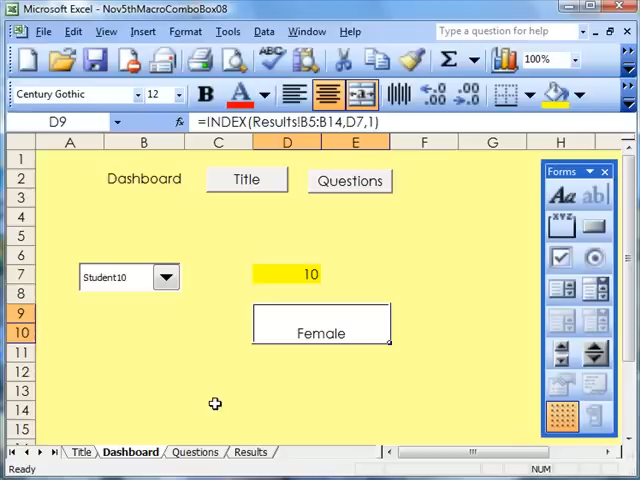 Microsoft Excel - Nov5thMacroComboBox08
File Edit View Insert Format Tools Data Window Help
Type a question for help
ABC
100%
Century Gothic 12 B A a
D9 fx =INDEX(Results!B5:B14,D7,1)
A B C D E F G H
1
2 Dashboard Title Questions
3
4
5
6
7 Student10 10
8
9
10 Female
11
12
13
14
15
Forms
Aa ab
XYZ
Title Dashboard Questions Results
Ready NUM